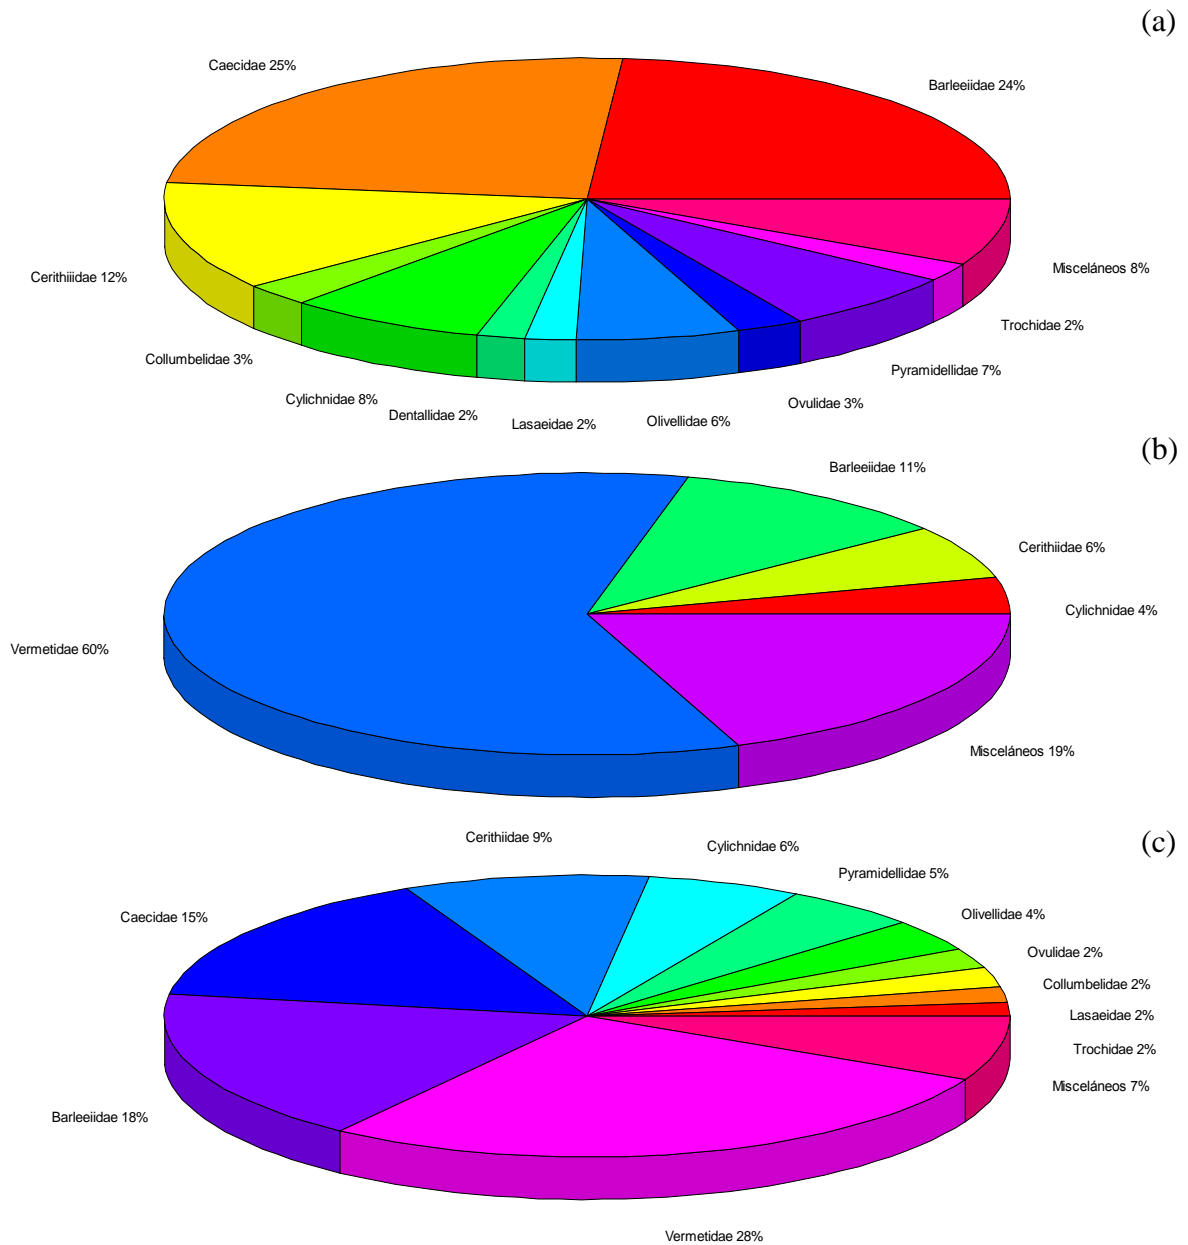 (a)
Caecidae 25%
Barleeiidae 24%
Misceláneos 8%
Cerithiiidae 12%
Trochidae 2%
Collumbelidae 3%
Pyramidellidae 7%
Cylichnidae 8%
Ovulidae 3%
Dentallidae 2%
Lasaeidae 2%
Olivellidae 6%
(b)
Barleeiidae 11%
Cerithiidae 6%
Cylichnidae 4%
Vermetidae 60%
Misceláneos 19%
(c)
Cerithiidae 9%
Cylichnidae 6%
Pyramidellidae 5%
Caecidae 15%
Olivellidae 4%
Ovulidae 2%
Collumbelidae 2%
Lasaeidae 2%
Trochidae 2%
Misceláneos 7%
Barleeiidae 18%
Vermetidae 28%